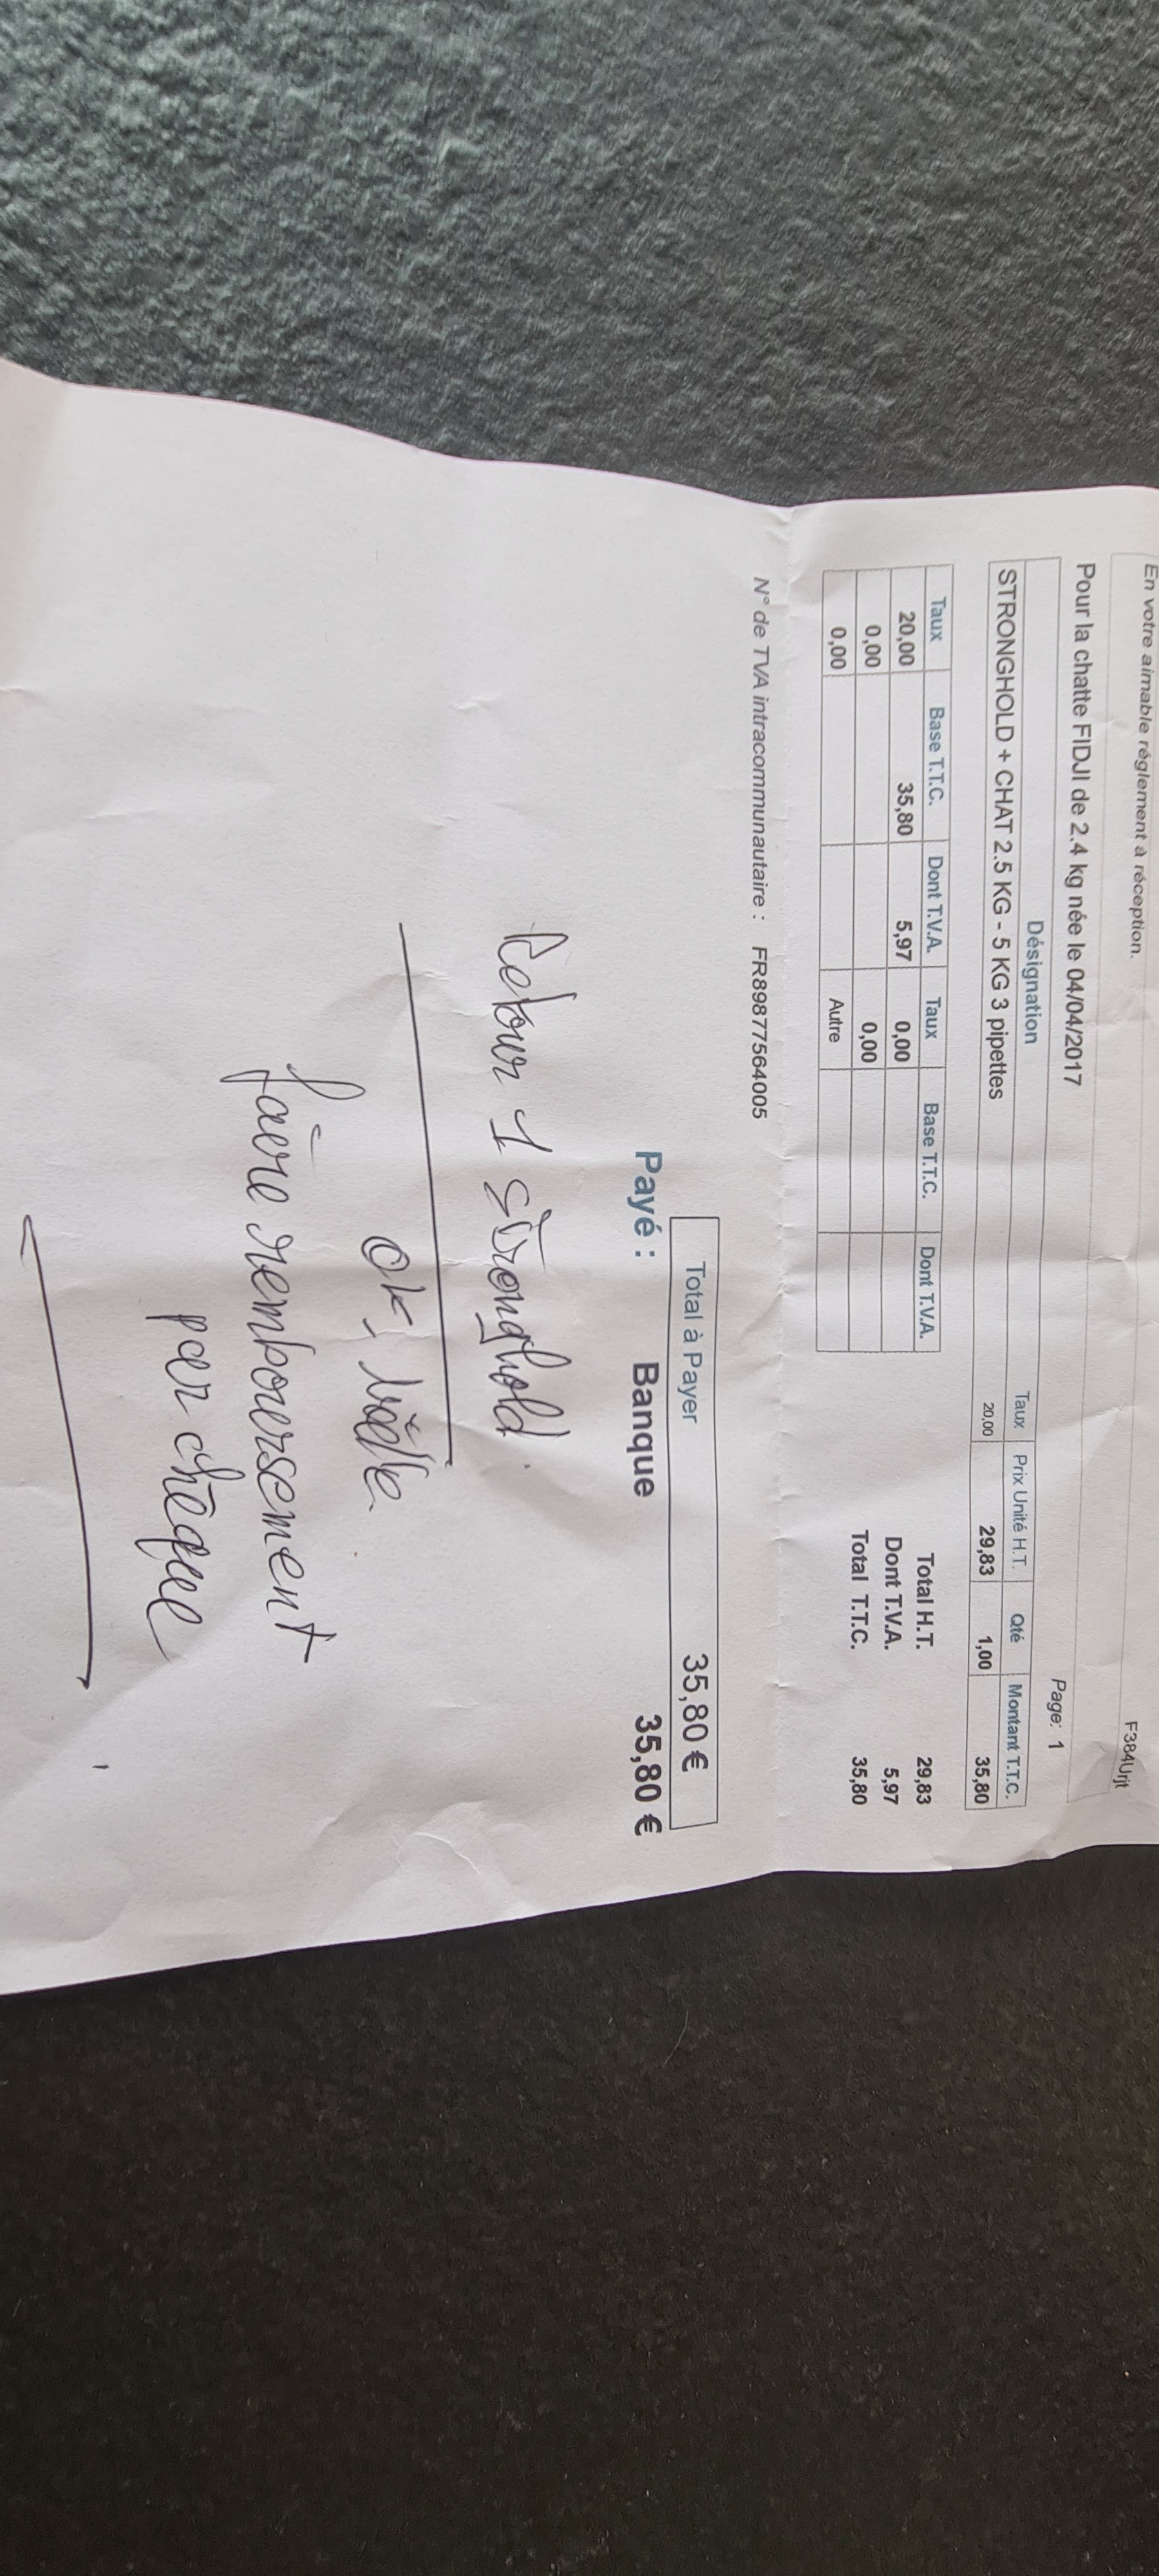 En votre aimable réglement à réception.
F384Urjt
Pour la chatte FIDJI de 2.4 kg née le 04/04/2017
Page: 1
Désignation Taux Prix Unité H.T. Qté Montant T.T.C.
STRONGHOLD + CHAT 2.5 KG - 5 KG 3 pipettes 20,00 29,83 1,00 35,80
Taux Base T.T.C. Dont T.V.A. Taux Base T.T.C. Dont T.V.A.
20,00 35,80 5,97 0,00
0,00 0,00
0,00 Autre
Total H.T. 29,83
Dont T.V.A. 5,97
Total T.T.C. 35,80
N° de TVA intracommunautaire : FR89877564005
Total à Payer 35,80 €
Payé : Banque 35,80 €
Retour 1 stronghold
ok,
faire remboursement
par chèque